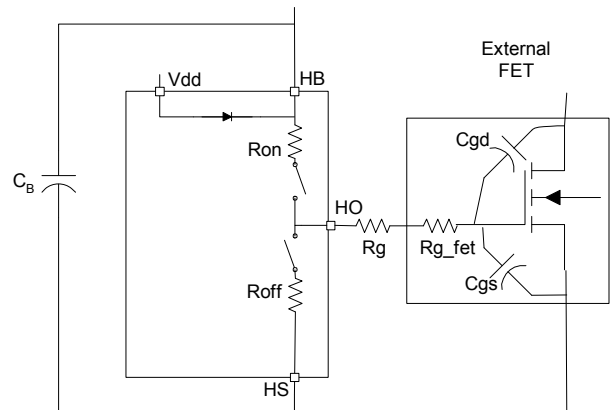 External
FET
Vdd
HB
Cgd
Ron
C_B
HO
Rg
Rg_fet
Cgs
Roff
HS